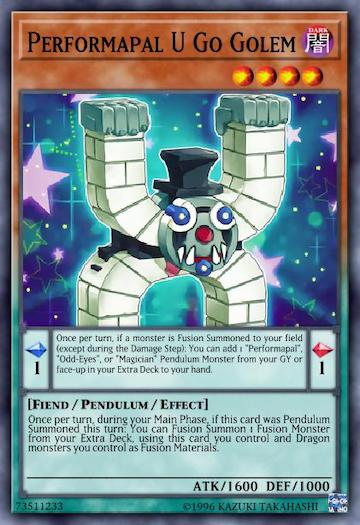 PERFORMAPAL U GO GOLEM
DARK
闇
Once per turn, if a monster is Fusion Summoned to your field
(except during the Damage Step): You can add 1 "Performapal",
"Odd-Eyes", or "Magician" Pendulum Monster from your GY or
face-up in your Extra Deck to your hand.
1
1
[FIEND / PENDULUM / EFFECT]
Once per turn, during your Main Phase, if this card was Pendulum
Summoned this turn: You can Fusion Summon 1 Fusion Monster
from your Extra Deck, using this card you control and Dragon
monsters you control as Fusion Materials.
ATK/1600 DEF/1000
73511233
©1996 KAZUKI TAKAHASHI